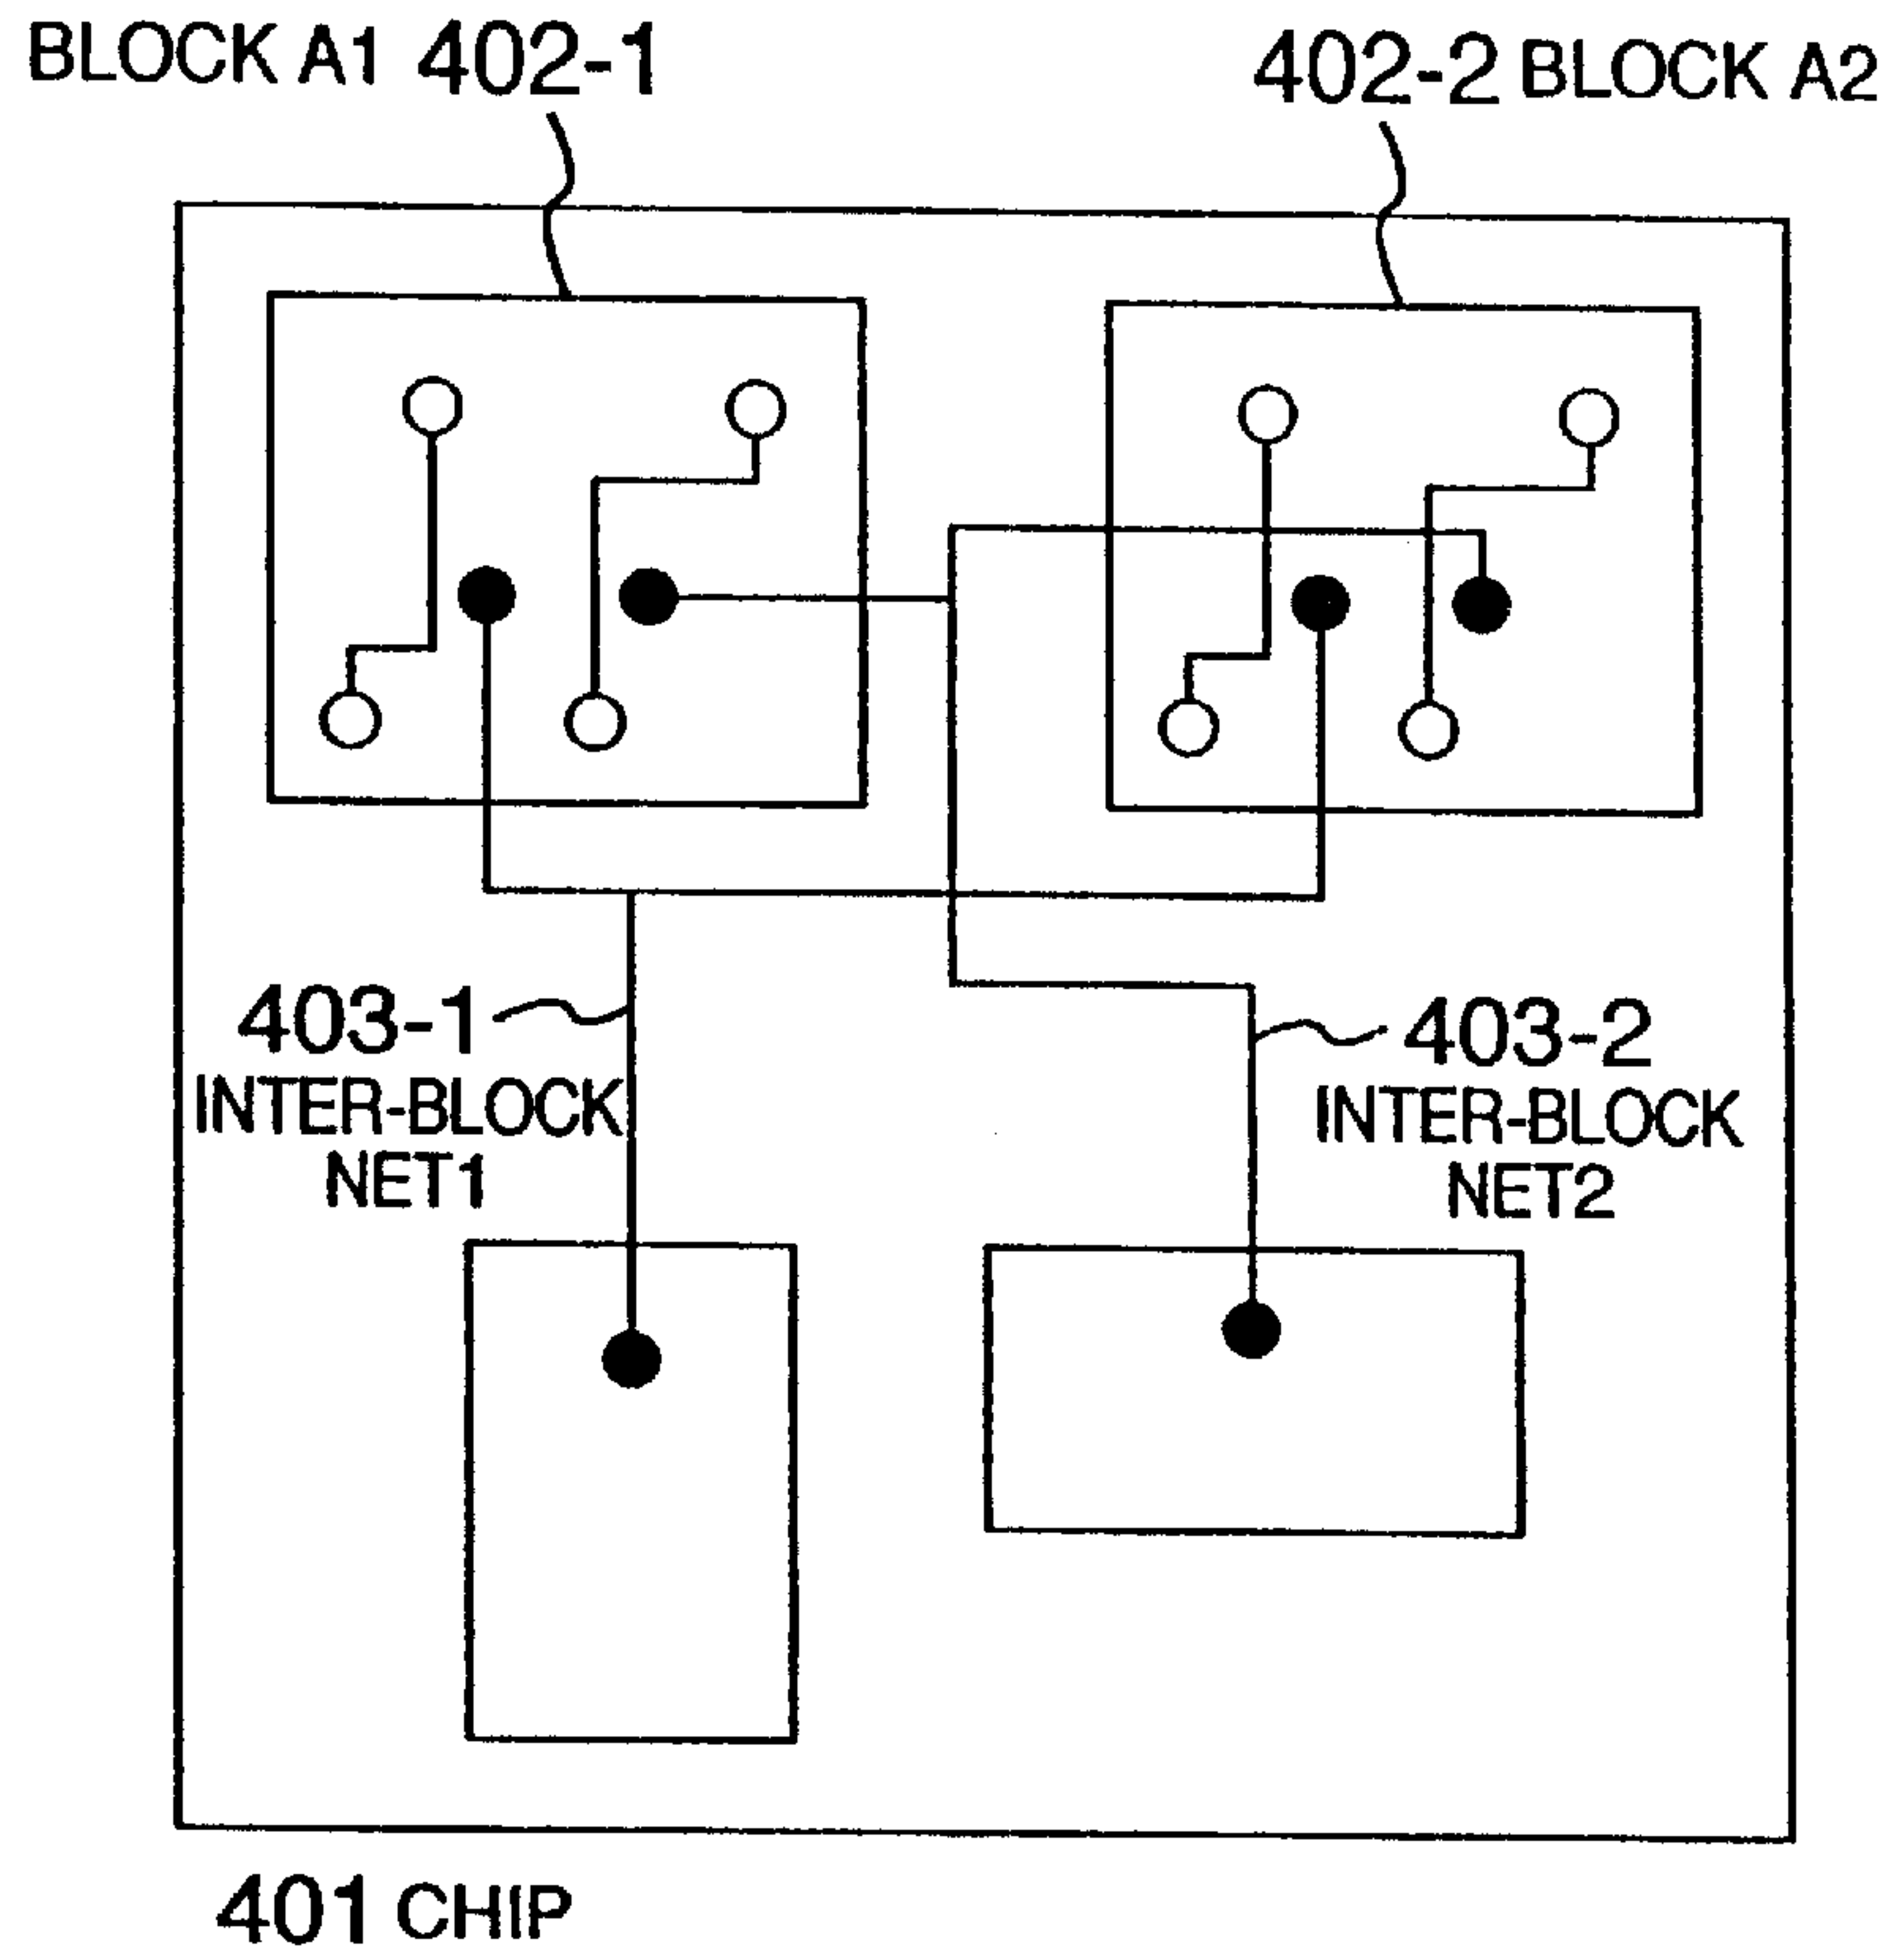 BLOCK A1 402-1
402-2 BLOCK A2
403-1
INTER-BLOCK
NET1
403-2
INTER-BLOCK
NET2
401 CHIP